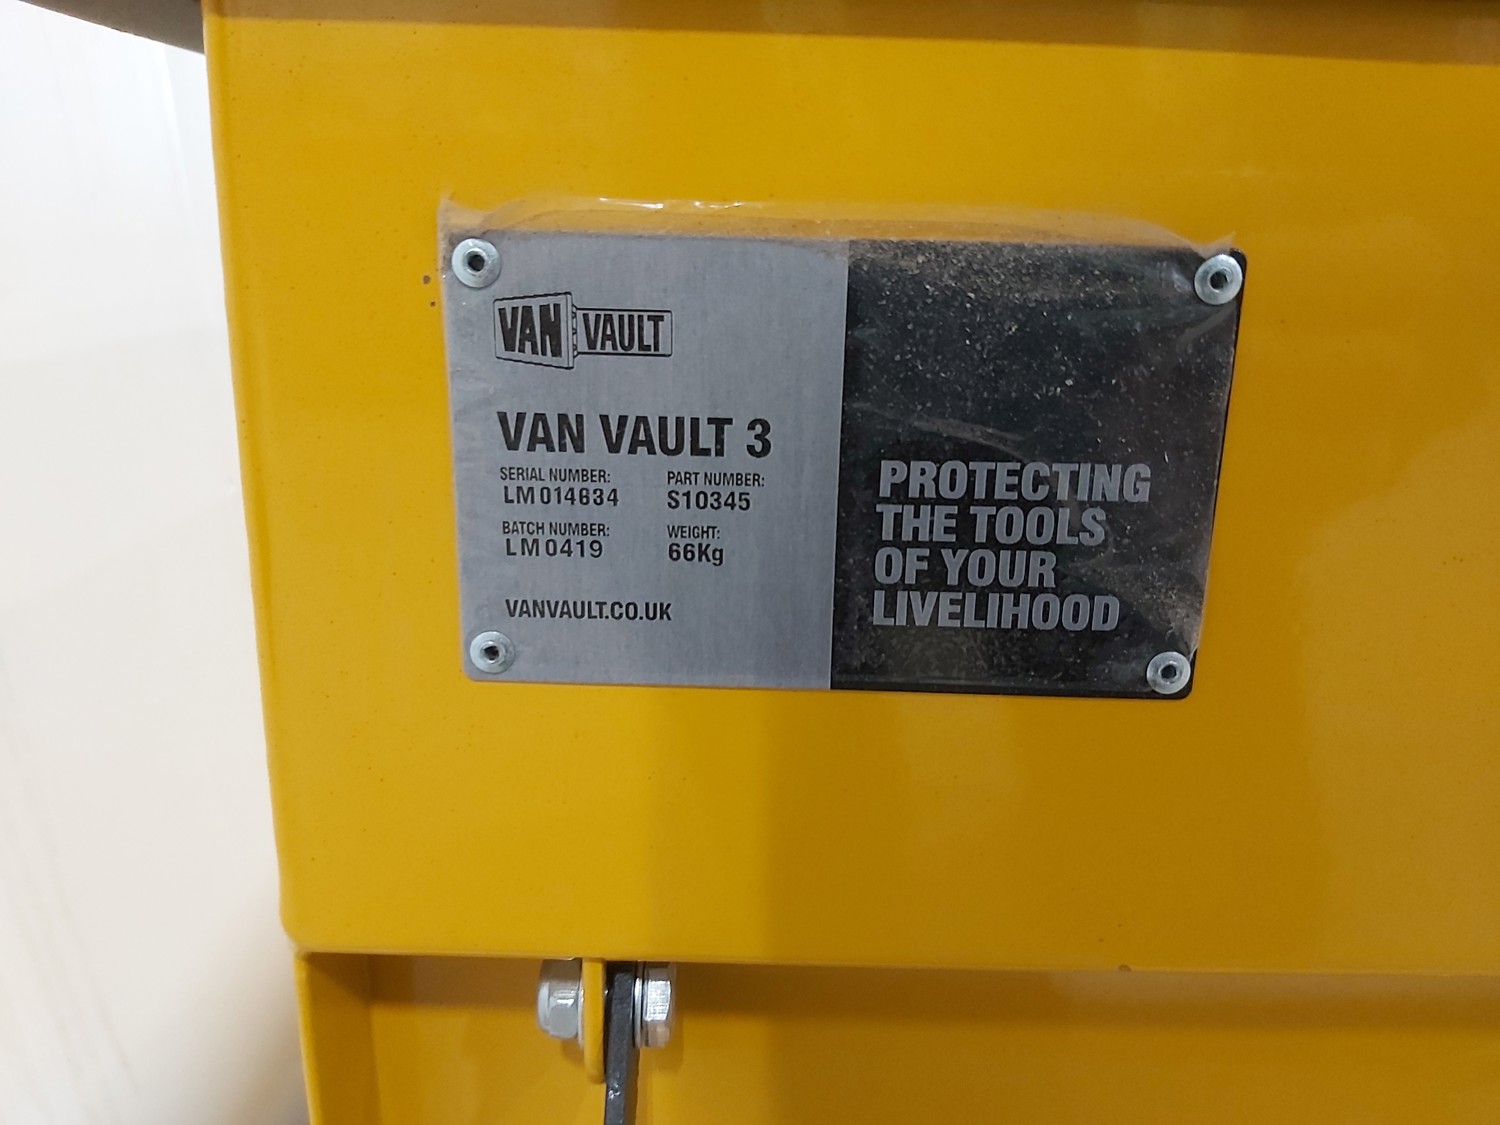 VAN VAULT
VAN VAULT 3
SERIAL NUMBER: PART NUMBER:
LM014634 S10345
BATCH NUMBER: WEIGHT:
LM0419 66Kg
VANVAULT.CO.UK
PROTECTING
THE TOOLS
OF YOUR
LIVELIHOOD